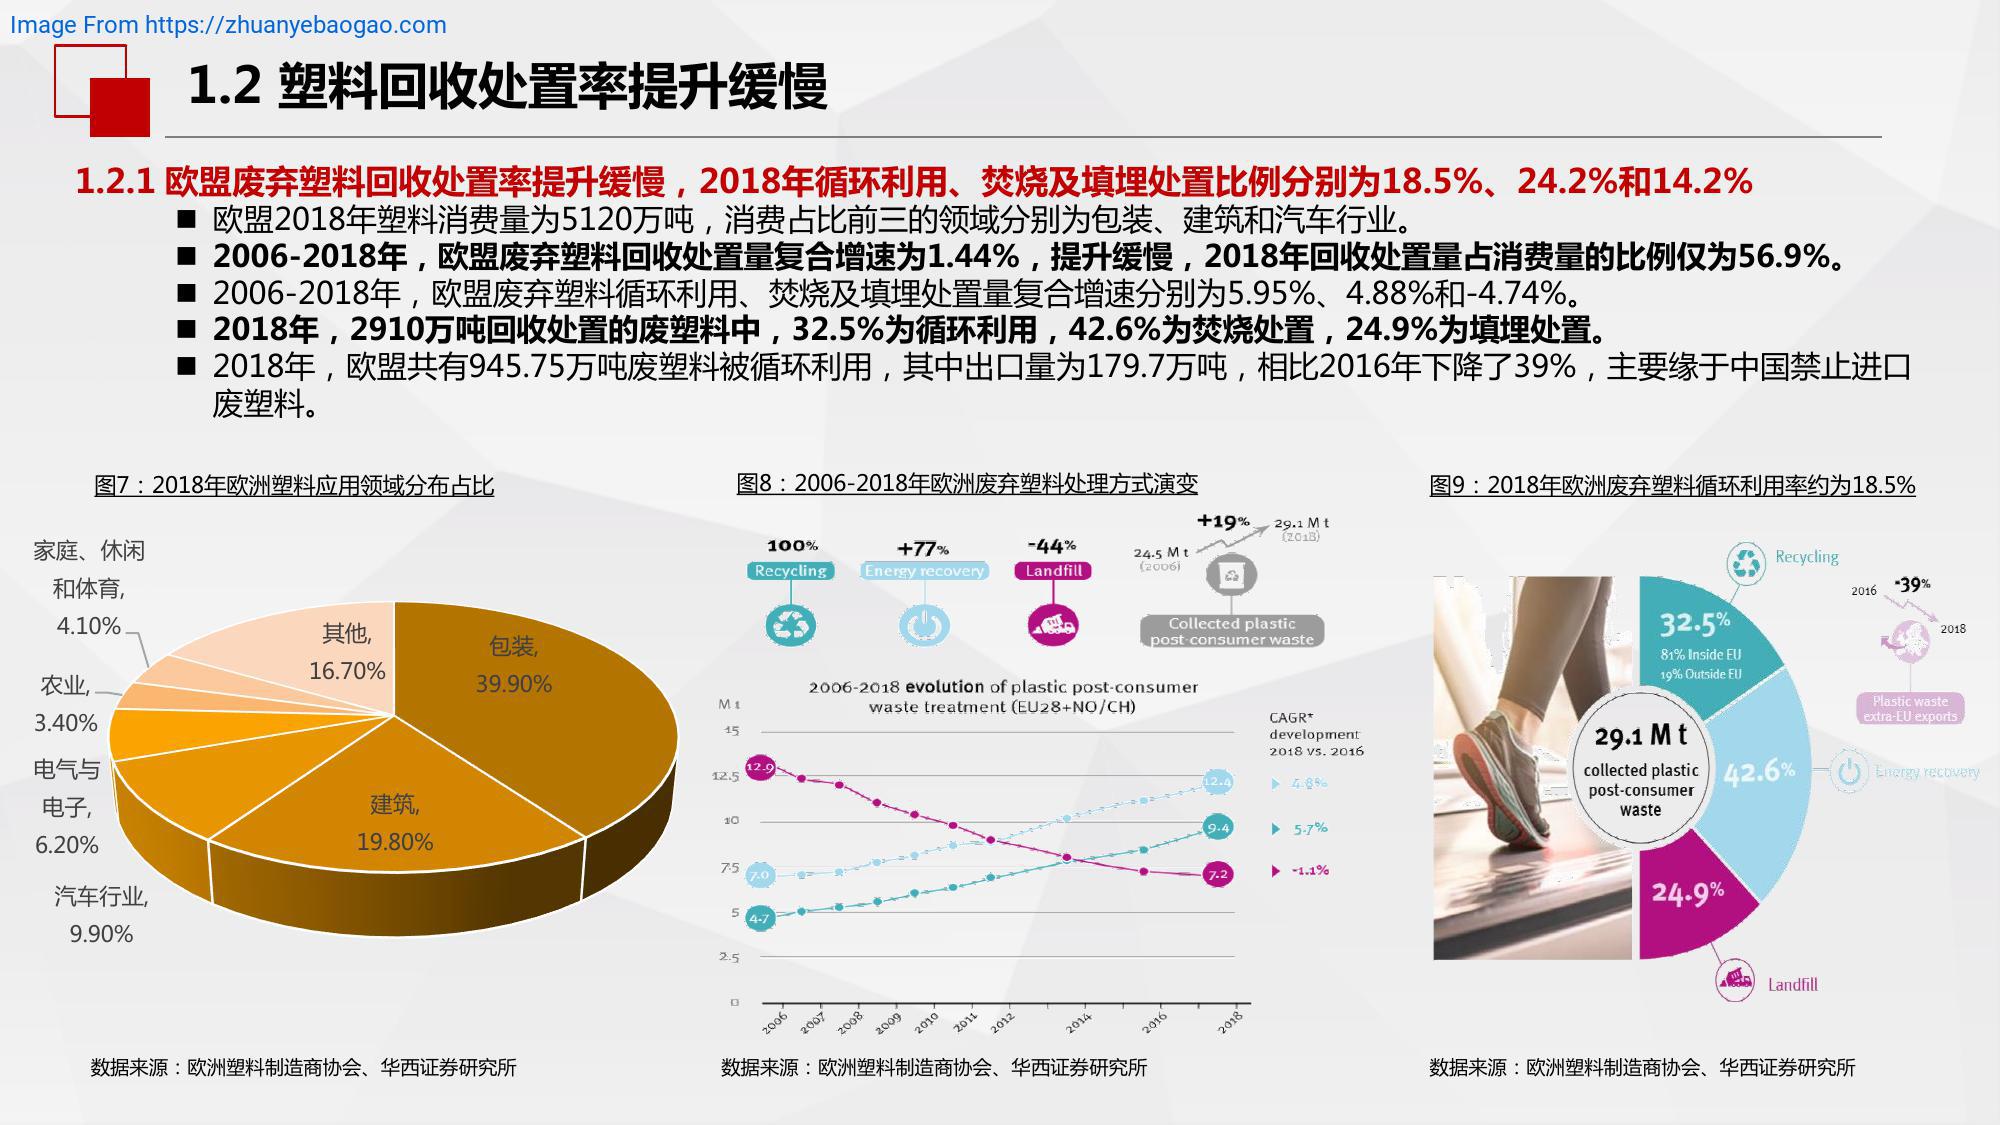 Image From https://zhuanyebaogao.com
1.2 塑料回收处置率提升缓慢
1.2.1 欧盟废弃塑料回收处置率提升缓慢，2018年循环利用、焚烧及填埋处置比例分别为18.5%、24.2%和14.2%
■ 欧盟2018年塑料消费量为5120万吨，消费占比前三的领域分别为包装、建筑和汽车行业。
■ 2006-2018年，欧盟废弃塑料回收处置量复合增速为1.44%，提升缓慢，2018年回收处置量占消费量的比例仅为56.9%。
■ 2006-2018年，欧盟废弃塑料循环利用、焚烧及填埋处置量复合增速分别为5.95%、4.88%和-4.74%。
■ 2018年，2910万吨回收处置的废塑料中，32.5%为循环利用，42.6%为焚烧处置，24.9%为填埋处置。
■ 2018年，欧盟共有945.75万吨废塑料被循环利用，其中出口量为179.7万吨，相比2016年下降了39%，主要缘于中国禁止进口
废塑料。
图7：2018年欧洲塑料应用领域分布占比
家庭、休闲
和体育,
4.10%
农业,
3.40%
电气与
电子,
6.20%
汽车行业,
9.90%
其他,
16.70%
包装,
39.90%
建筑,
19.80%
数据来源：欧洲塑料制造商协会、华西证券研究所
图8：2006-2018年欧洲废弃塑料处理方式演变
100%
Recycling
+77%
Energy recovery
-44%
Landfill
+19%
24.5 M t
(2006)
29.1 M t
(2018)
Collected plastic
post-consumer waste
2006-2018 evolution of plastic post-consumer
waste treatment (EU28+NO/CH)
M t
15
12.5
10
7.5
5
2.5
0
12.9
7.0
4.7
12.4
9.4
7.2
2006
2007
2008
2009
2010
2011
2012
2014
2016
2018
CAGR*
development
2018 vs. 2016
4.8%
5.7%
-1.1%
数据来源：欧洲塑料制造商协会、华西证券研究所
图9：2018年欧洲废弃塑料循环利用率约为18.5%
Recycling
32.5%
81% Inside EU
19% Outside EU
2016
-39%
2018
Plastic waste
extra-EU exports
29.1 M t
collected plastic
post-consumer
waste
42.6%
Energy recovery
24.9%
Landfill
数据来源：欧洲塑料制造商协会、华西证券研究所